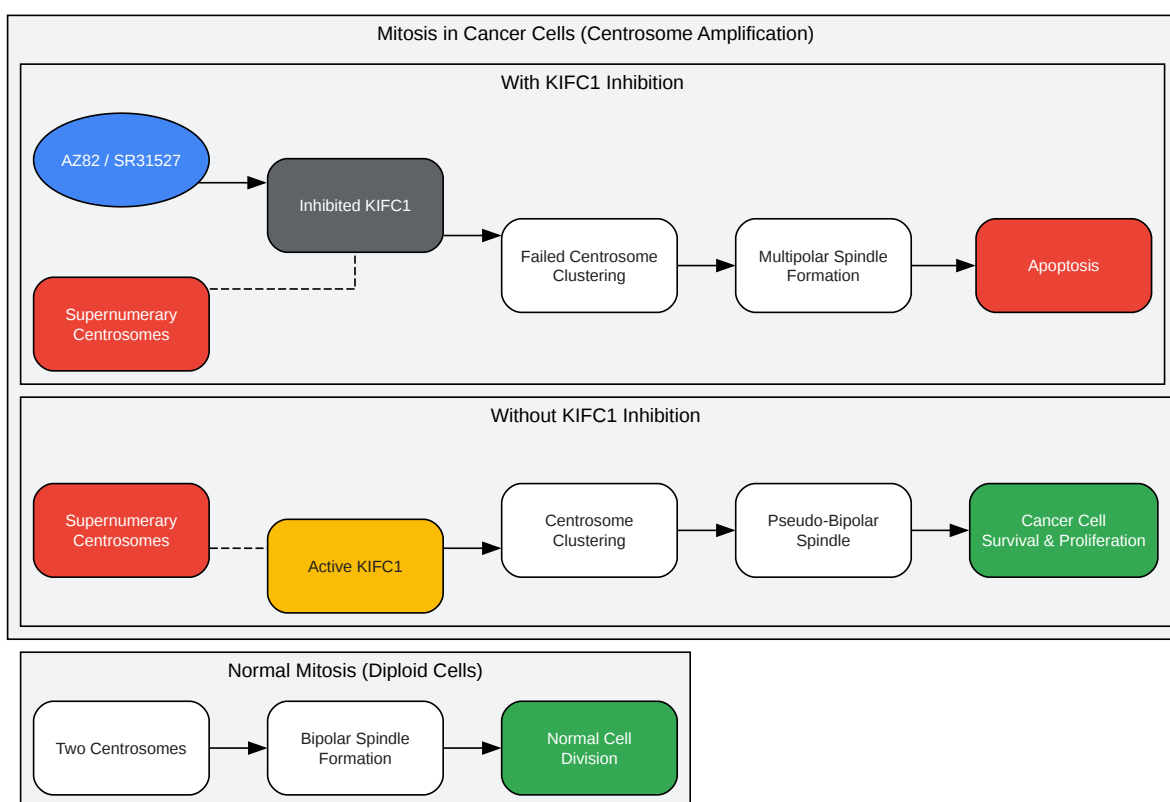 Mitosis in Cancer Cells (Centrosome Amplification)
With KIFC1 Inhibition
AZ82 / SR31527
Inhibited KIFC1
Supernumerary
Centrosomes
Failed Centrosome
Clustering
Multipolar Spindle
Formation
Apoptosis
Without KIFC1 Inhibition
Supernumerary
Centrosomes
Active KIFC1
Centrosome
Clustering
Pseudo-Bipolar
Spindle
Cancer Cell
Survival & Proliferation
Normal Mitosis (Diploid Cells)
Two Centrosomes
Bipolar Spindle
Formation
Normal Cell
Division